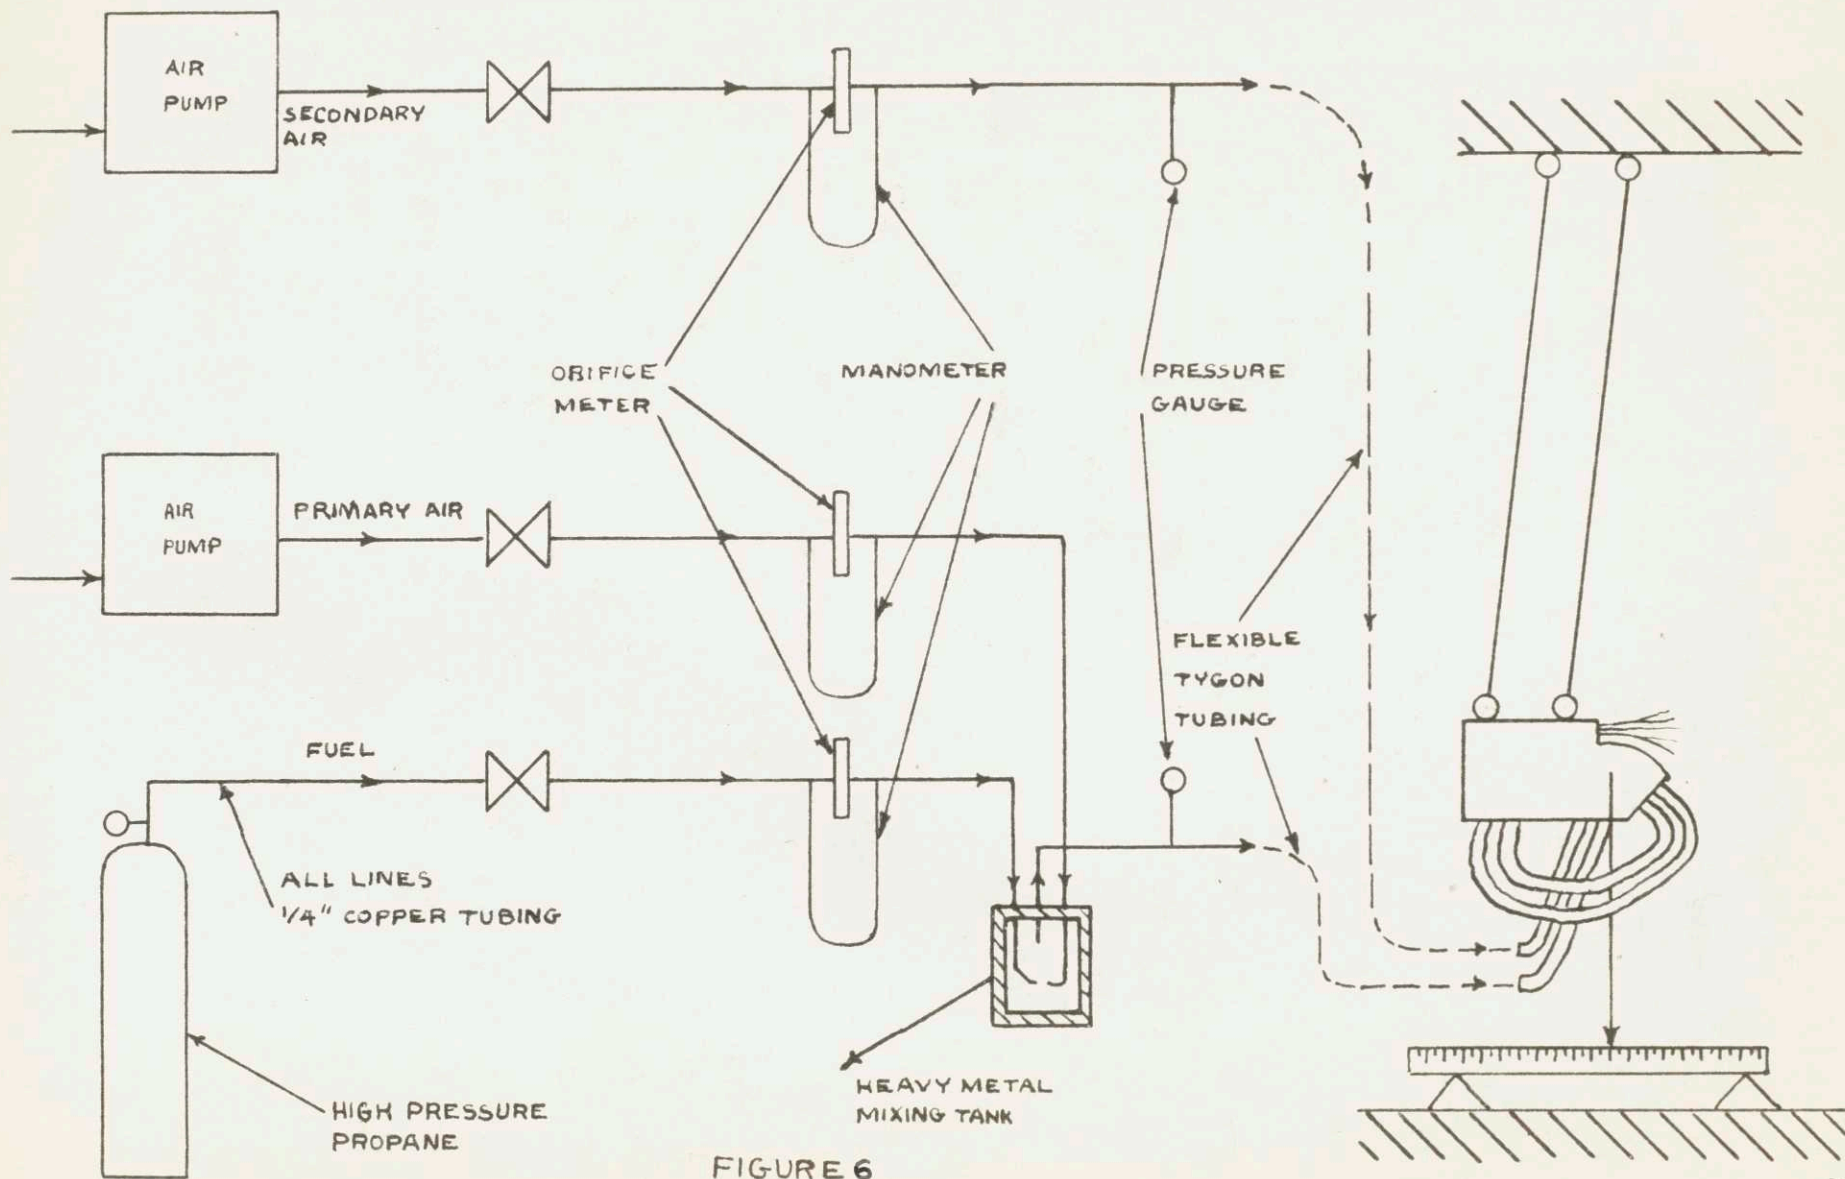 AIR
PUMP
SECONDARY
AIR
ORIFICE
METER
MANOMETER
PRESSURE
GAUGE
AIR
PUMP
PRIMARY AIR
FLEXIBLE
TYGON
TUBING
FUEL
ALL LINES
1/4" COPPER TUBING
HEAVY METAL
MIXING TANK
HIGH PRESSURE
PROPANE
FIGURE 6